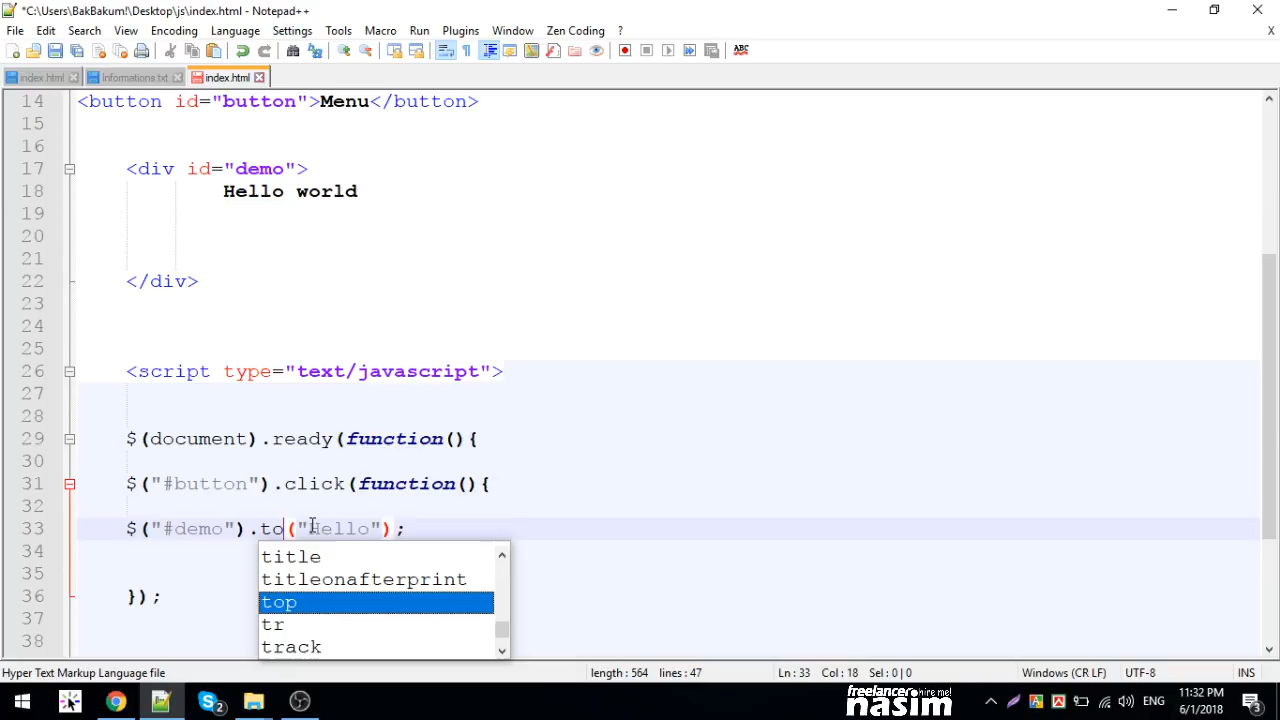 *C:\Users\BakBakum!\Desktop\js\index.html - Notepad++
File Edit Search View Encoding Language Settings Tools Macro Run Plugins Window Zen Coding ? X
index.html Informations.txt index.html
14 <button id="button">Menu</button>
15
16
17 <div id="demo">
18 Hello world
19
20
21
22 </div>
23
24
25
26 <script type="text/javascript">
27
28
29 $(document).ready(function(){
30
31 $("#button").click(function(){
32
33 $("#demo").to("Hello");
34
35
36 });
37
38
title
titleonafterprint
top
tr
track
Hyper Text Markup Language file length : 564 lines : 47 Ln : 33 Col : 18 Sel : 0 | 0 Windows (CR LF) UTF-8 INS
freelancer hire me!
nasim
ENG
11:32 PM
6/1/2018